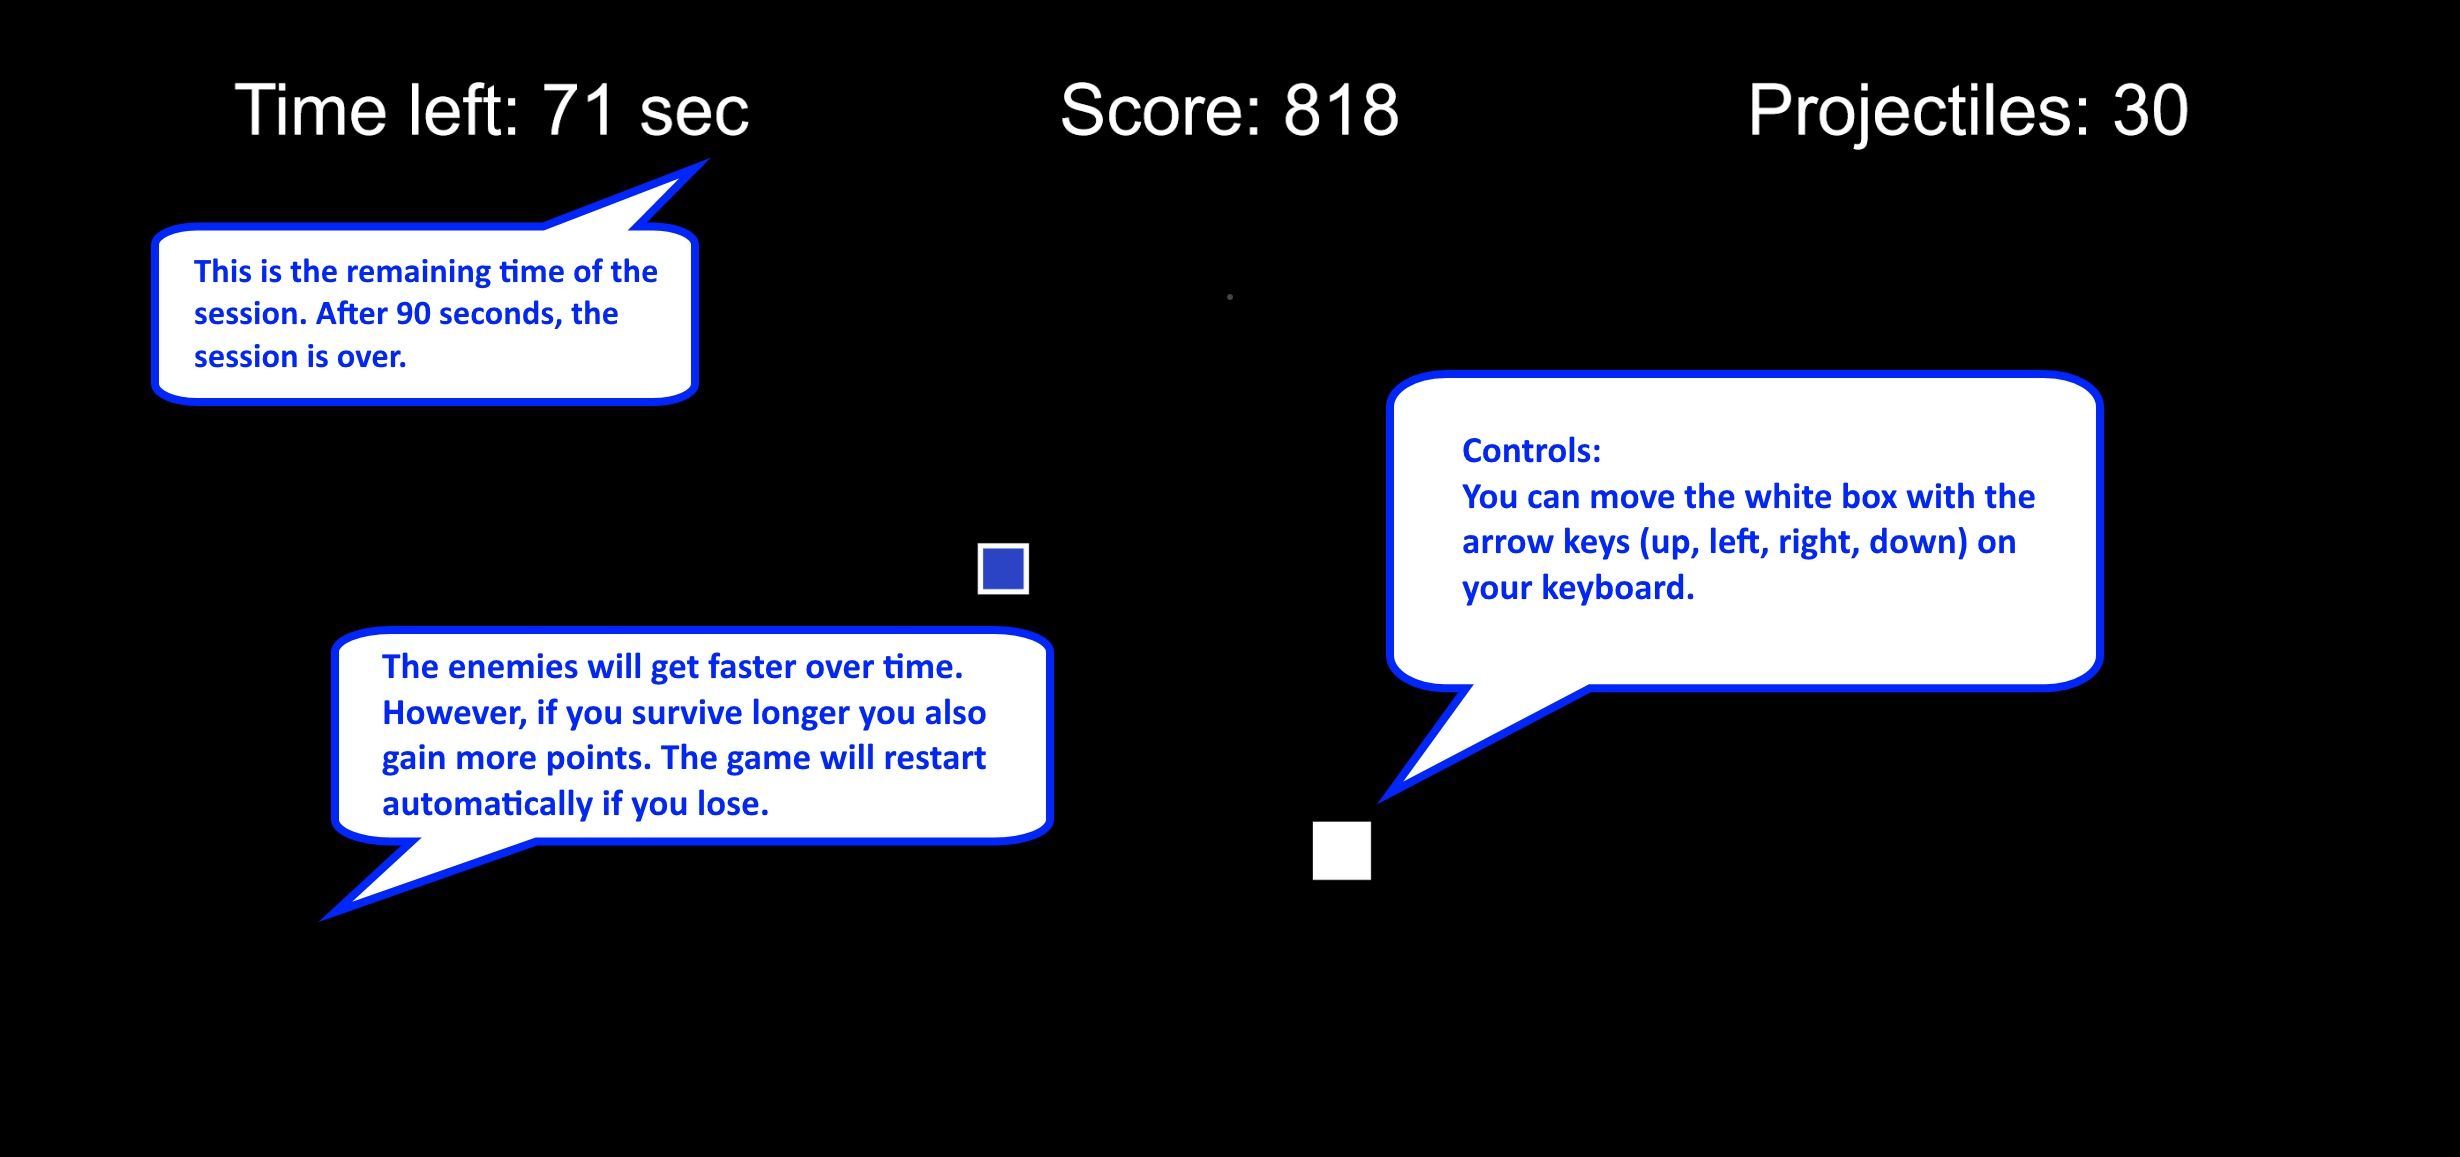 Time left: 71 sec
Score: 818
Projectiles: 30
This is the remaining time of the
session. After 90 seconds, the
session is over.
Controls:
You can move the white box with the
arrow keys (up, left, right, down) on
your keyboard.
The enemies will get faster over time.
However, if you survive longer you also
gain more points. The game will restart
automatically if you lose.